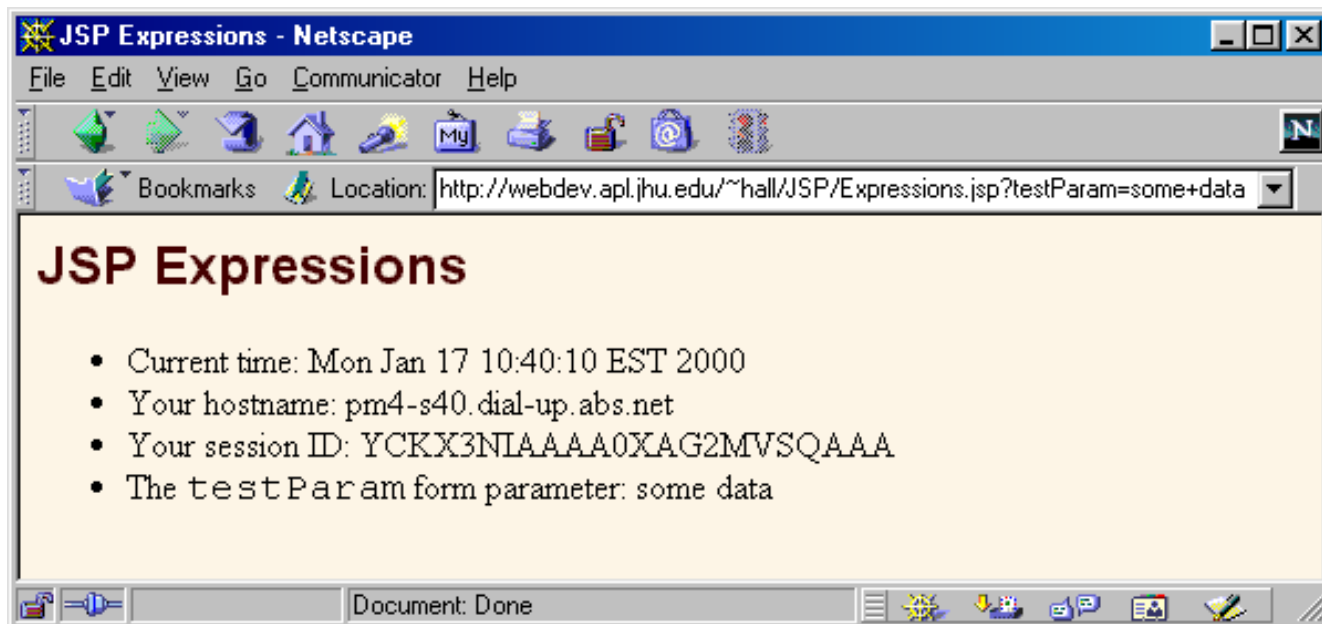 JSP Expressions - Netscape
File Edit View Go Communicator Help
My
N
Bookmarks Location: http://webdev.apl.jhu.edu/~hall/JSP/Expressions.jsp?testParam=some+data
JSP Expressions
• Current time: Mon Jan 17 10:40:10 EST 2000
• Your hostname: pm4-s40.dial-up.abs.net
• Your session ID: YCKX3NIAAAA0XAG2MVSQAAA
• The testParam form parameter: some data
Document: Done